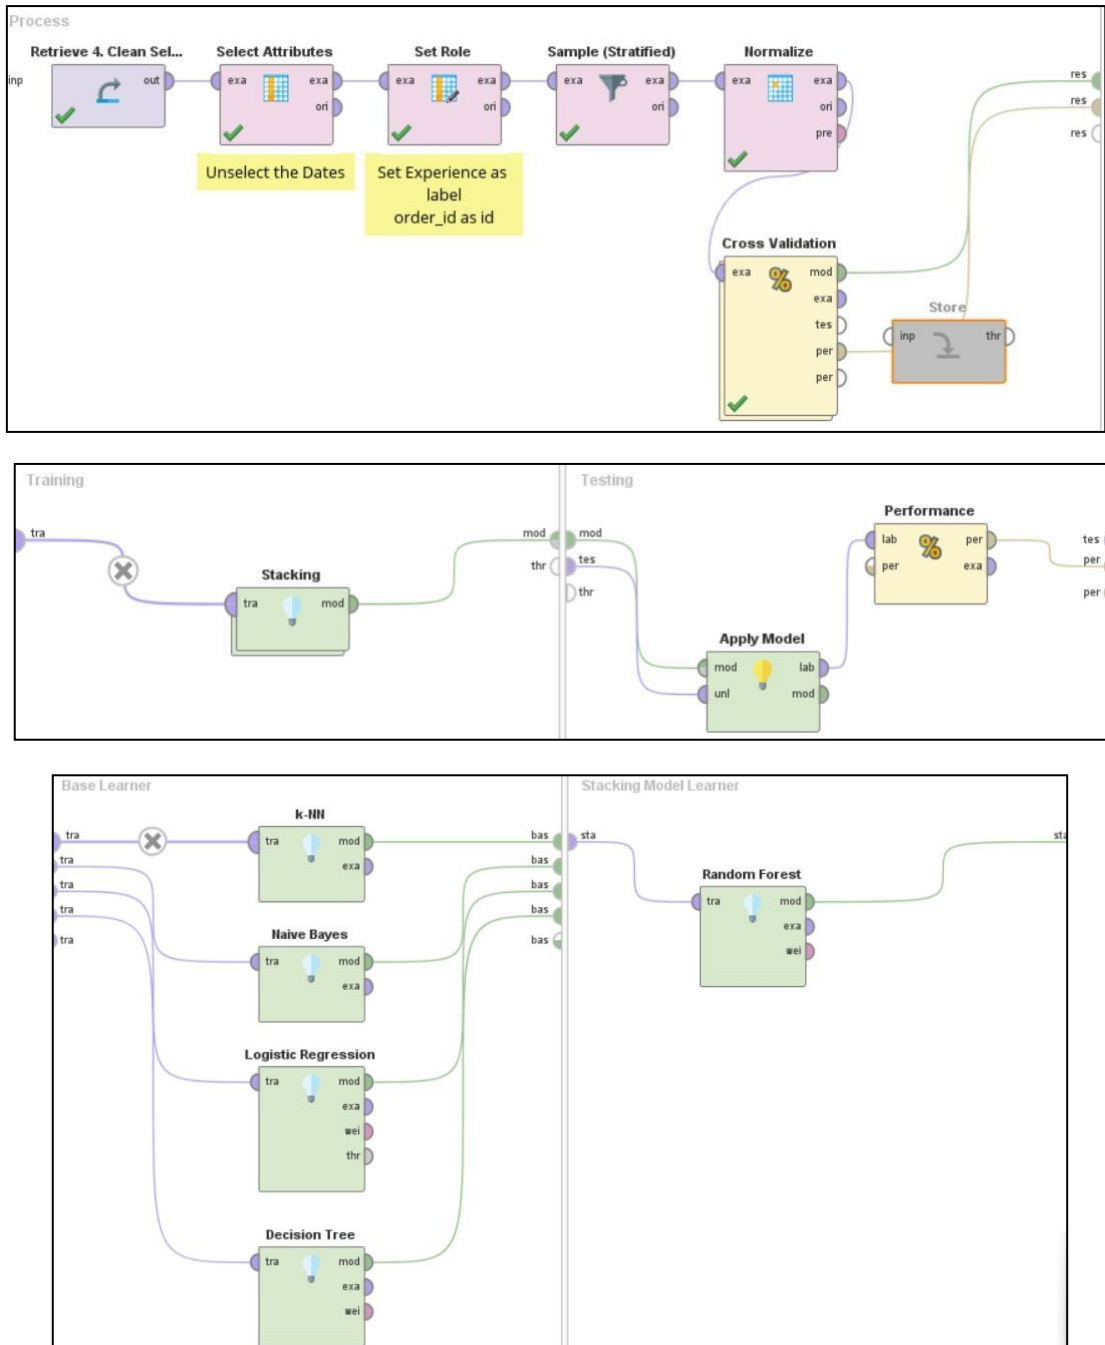 Process
Retrieve 4. Clean Sel... Select Attributes Set Role Sample (Stratified) Normalize
inp out exa exa exa exa exa exa exa exa res
ori ori ori ori res
pre res
Unselect the Dates
Set Experience as
label
order_id as id
Cross Validation
exa mod
exa
tes
per
per
Store
inp thr
Training
tra mod
thr
Stacking
tra mod
Testing
mod
tes
thr
Performance
lab per
per exa
tes
per
per
Apply Model
mod lab
unl mod
Base Learner
tra
tra
tra
tra
tra
k-NN
tra mod
exa
Naive Bayes
tra mod
exa
Logistic Regression
tra mod
exa
wei
thr
Decision Tree
tra mod
exa
wei
bas
bas
bas
bas
bas
Stacking Model Learner
sta sta
Random Forest
tra mod
exa
wei